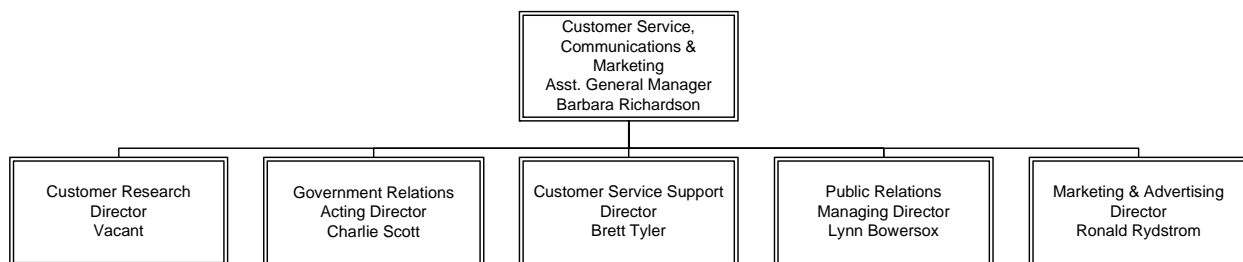 Customer Service,
Communications &
Marketing
Asst. General Manager
Barbara Richardson
Customer Research
Director
Vacant
Government Relations
Acting Director
Charlie Scott
Customer Service Support
Director
Brett Tyler
Public Relations
Managing Director
Lynn Bowersox
Marketing & Advertising
Director
Ronald Rydstrom